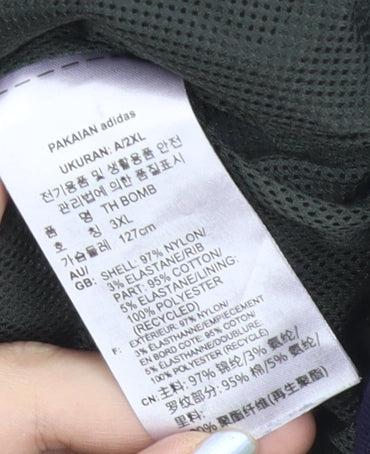 PAKAIAN adidas
UKURAN: A/2XL
전기용품 및 생활용품 안전
관리법에 의한 품질표시
품 명 TH BOMB
호 칭 3XL
가슴둘레 127cm
AU/
GB: SHELL: 97% NYLON/
3% ELASTANE/RIB
PART: 95% COTTON/
5% ELASTANE/LINING:
100% POLYESTER
(RECYCLED)
F: EXTÉRIEUR: 97% NYLON/
3% ELASTHANNE/EMPIECEMENT
EN BORD COTE: 95% COTON/
5% ELASTHANNE/DOUBLURE:
100% POLYESTER (RECYCLE)
CN: 主料: 97% 锦纶/3% 氨纶/
罗纹部料: 95% 棉/5% 氨纶/
里料: 100% 聚酯纤维(再生聚酯)